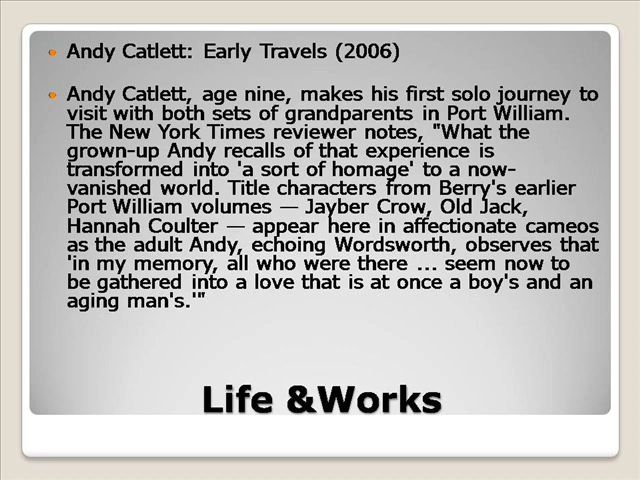 Andy Catlett: Early Travels (2006)
Andy Catlett, age nine, makes his first solo journey to
visit with both sets of grandparents in Port William.
The New York Times reviewer notes, "What the
grown-up Andy recalls of that experience is
transformed into 'a sort of homage' to a now-
vanished world. Title characters from Berry's earlier
Port William volumes — Jayber Crow, Old Jack,
Hannah Coulter — appear here in affectionate cameos
as the adult Andy, echoing Wordsworth, observes that
'in my memory, all who were there ... seem now to
be gathered into a love that is at once a boy's and an
aging man's.'"
Life &Works